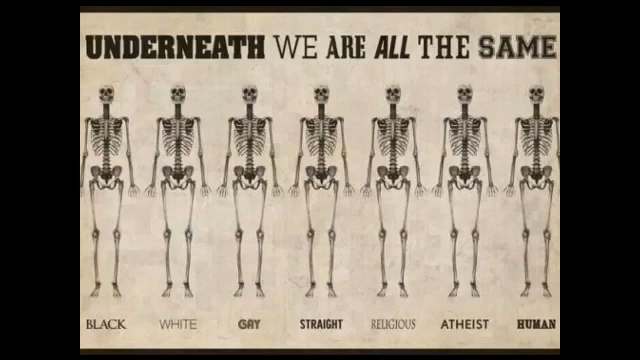 UNDERNEATH WE ARE ALL THE SAME
BLACK WHITE GAY STRAIGHT RELIGIOUS ATHEIST HUMAN